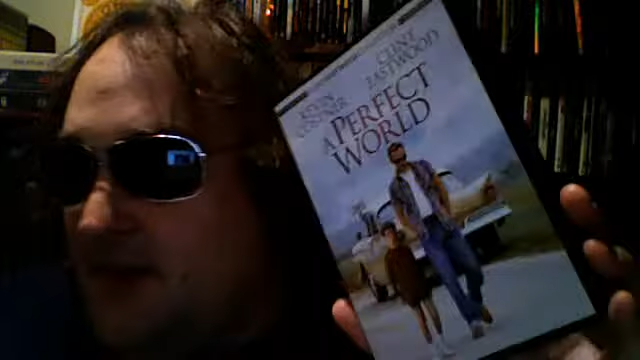 KEVIN
COSTNER
CLINT
EASTWOOD
A PERFECT
WORLD